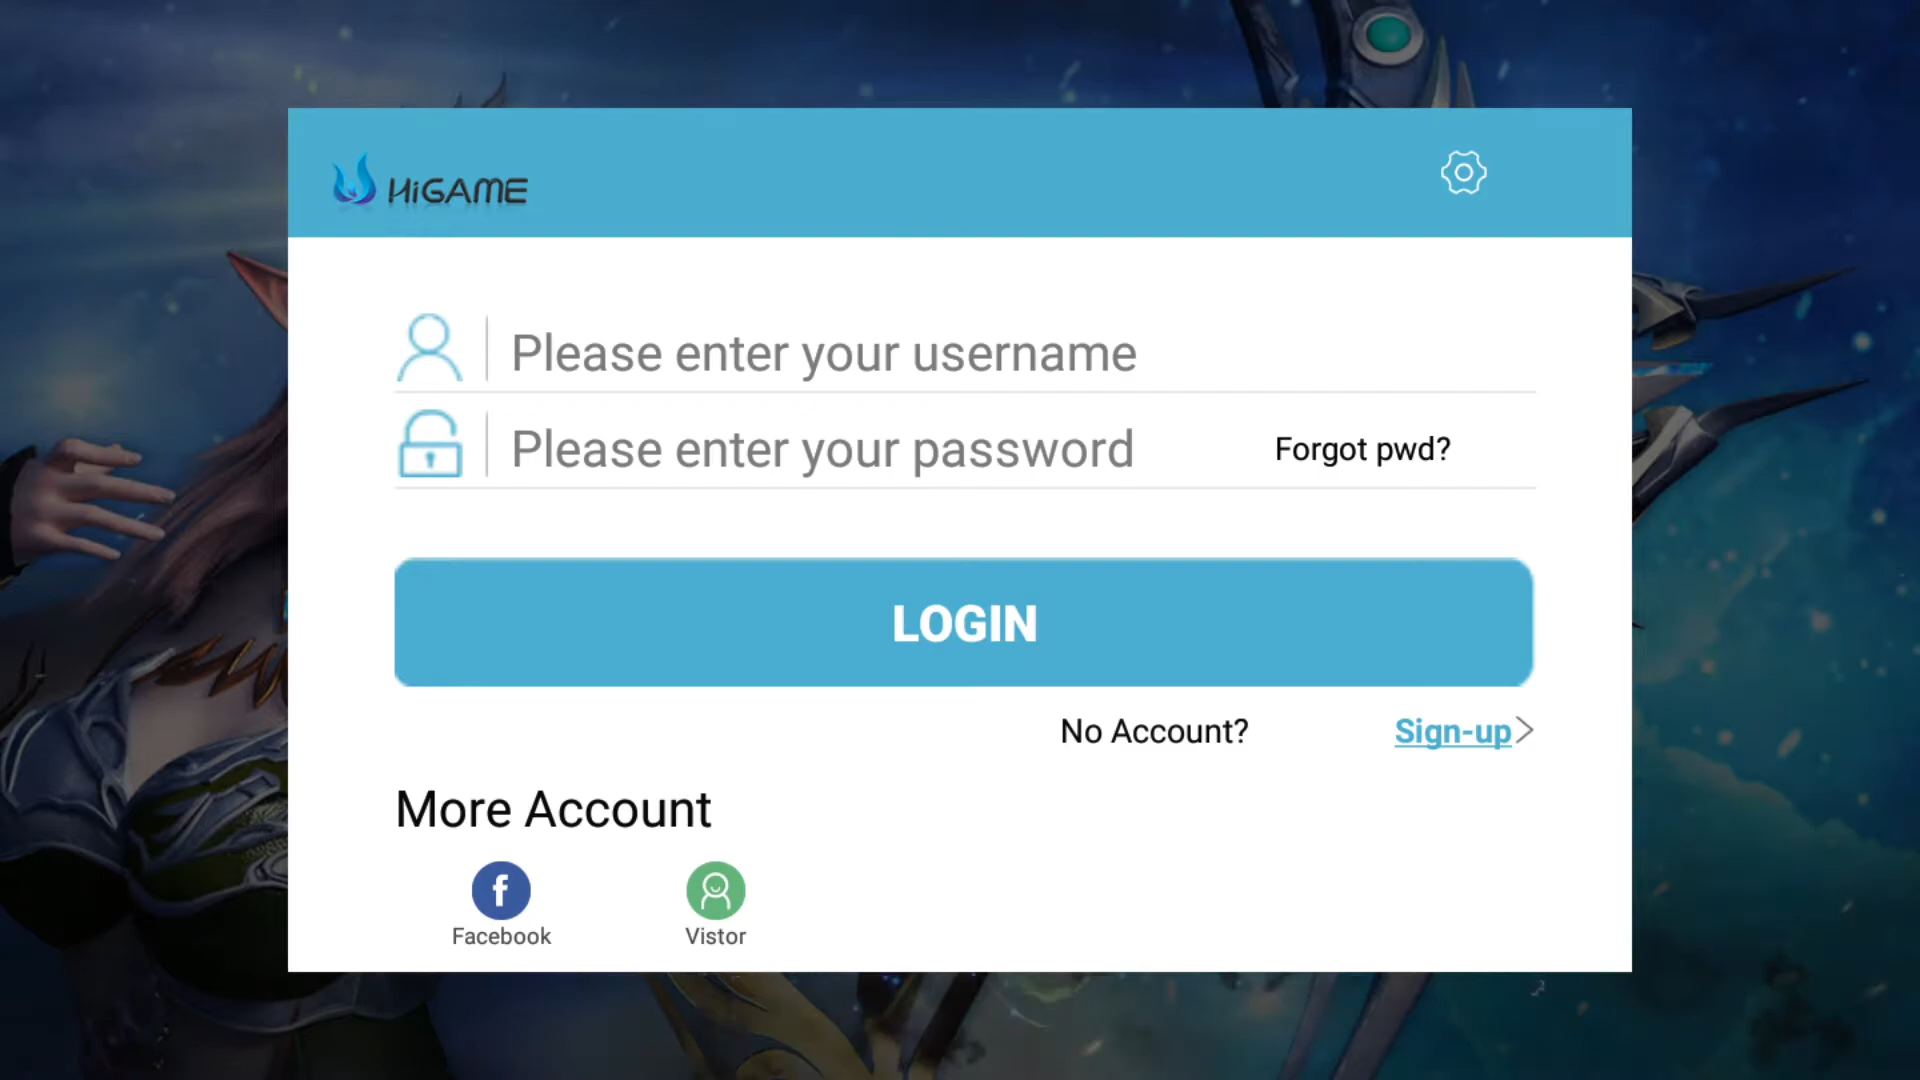 HiGAME
Please enter your username
Please enter your password
Forgot pwd?
LOGIN
No Account?
Sign-up
More Account
Facebook
Vistor